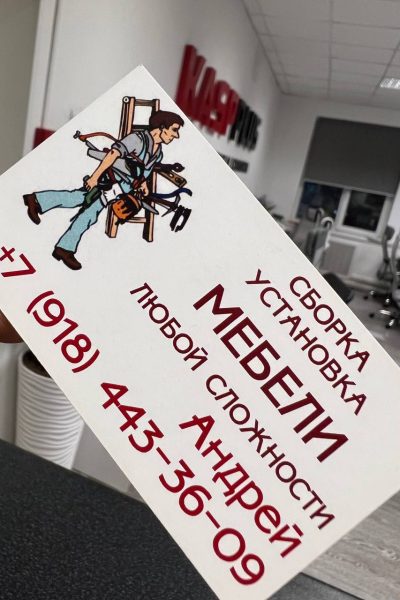 СБОРКА
УСТАНОВКА
МЕБЕЛИ
ЛЮБОЙ СЛОЖНОСТИ
Андрей
+7 (918) 443-36-09